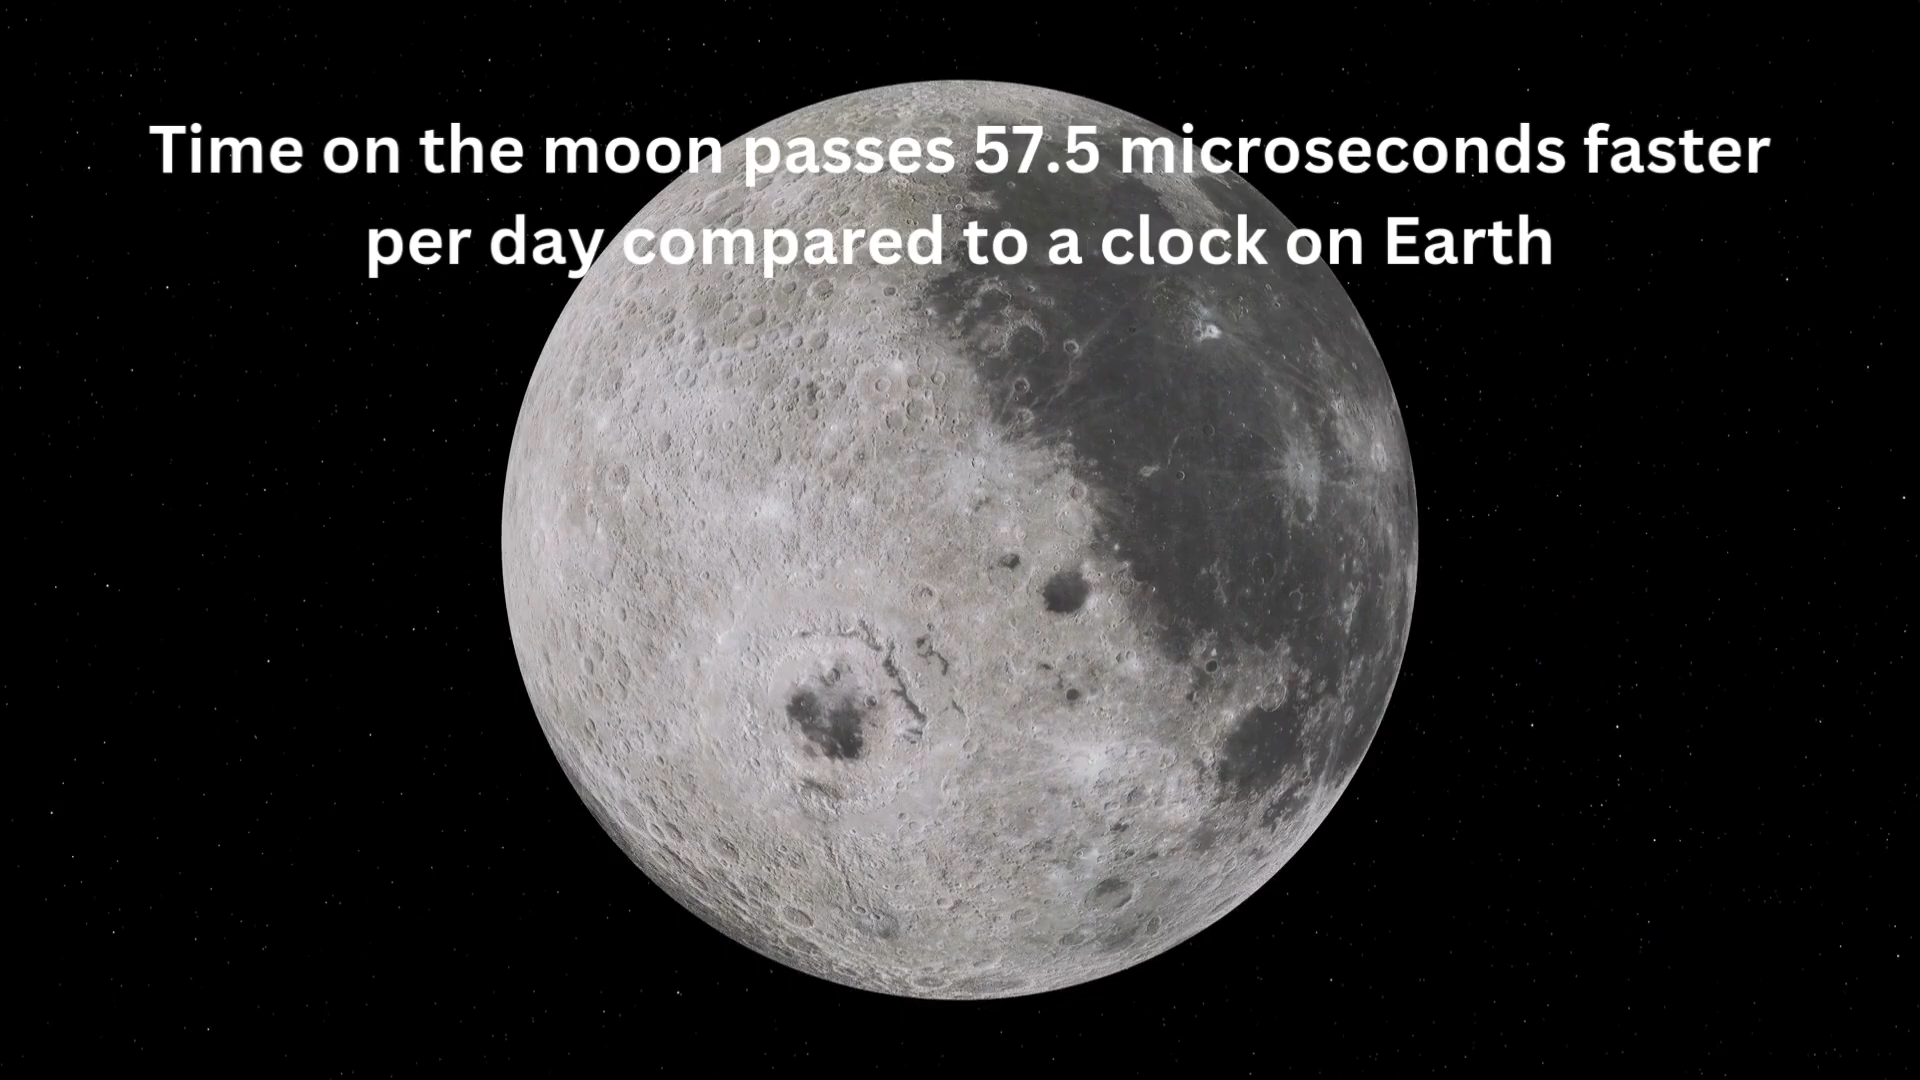 Time on the moon passes 57.5 microseconds faster
per day compared to a clock on Earth